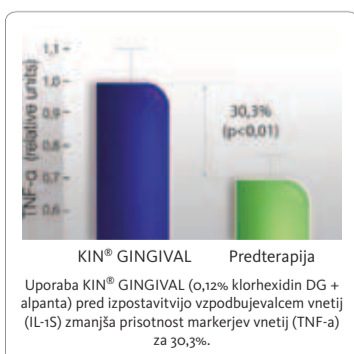 TNF-α (relative units)
1,1
1,0
0,9
0,8
0,7
0,6
30,3%
(p<0,01)
KIN® GINGIVAL Predterapija
Uporaba KIN® GINGIVAL (0,12% klorhexidin DG +
alpanta) pred izpostavitvijo vzpodbujevalcem vnetij
(IL-1S) zmanjša prisotnost markerjev vnetij (TNF-a)
za 30,3%.